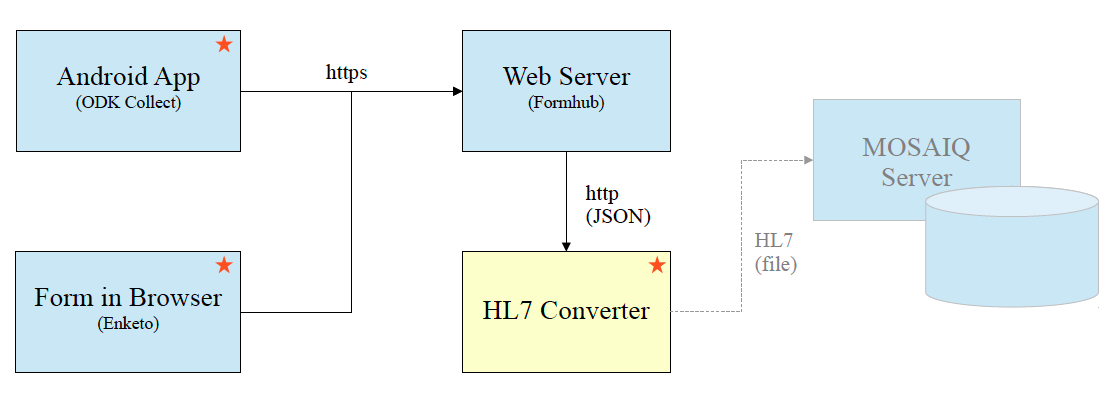 Android App
(ODK Collect)
https
Web Server
(Formhub)
MOSAIQ
Server
http
(JSON)
HL7
(file)
Form in Browser
(Enketo)
HL7 Converter